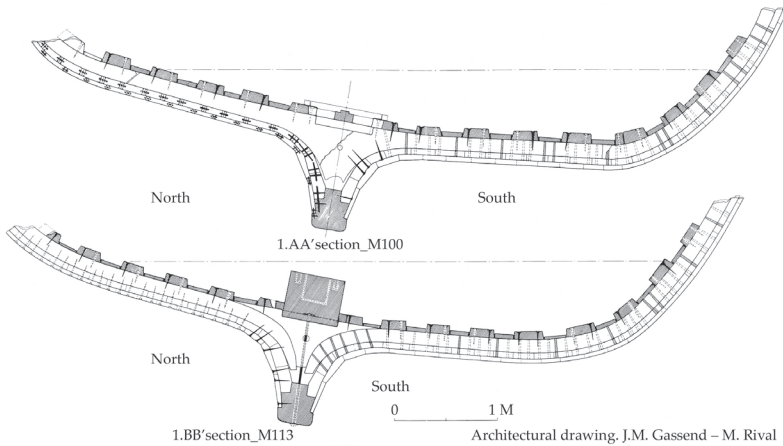 North
South
1.AA'section_M100
North
South
0 1 M
1.BB'section_M113
Architectural drawing. J.M. Gassend – M. Rival